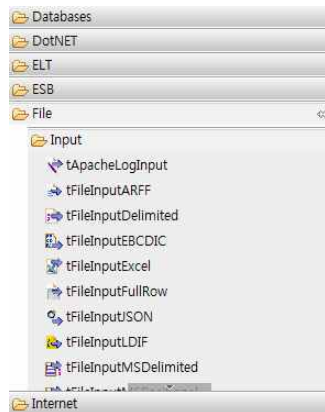 Databases
DotNET
ELT
ESB
File
Input
tApacheLogInput
tFileInputARFF
tFileInputDelimited
tFileInputEBCDIC
tFileInputExcel
tFileInputFullRow
tFileInputJSON
tFileInputLDIF
tFileInputMSDelimited
Internet